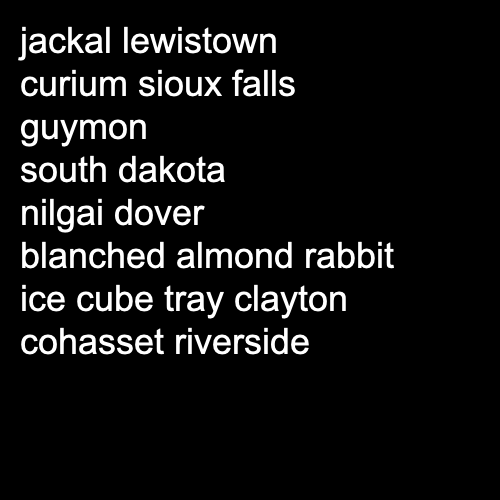 jackal lewistown
curium sioux falls
guymon
south dakota
nilgai dover
blanched almond rabbit
ice cube tray clayton
cohasset riverside